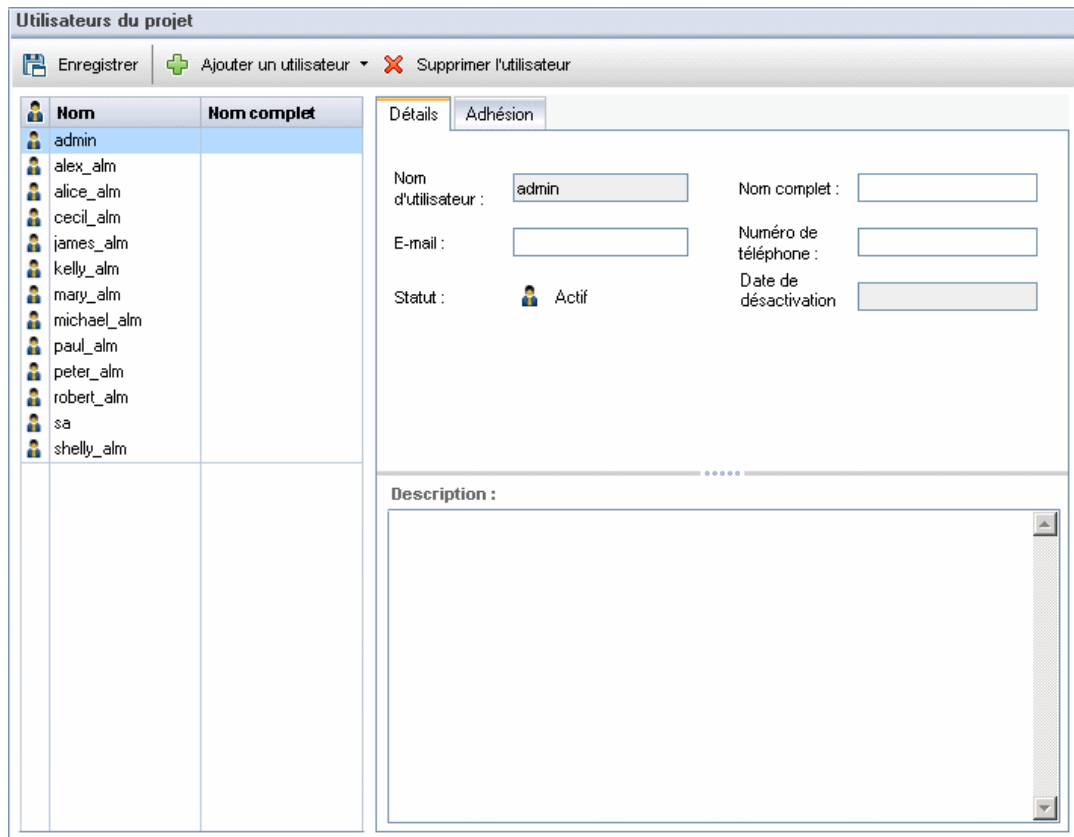 Utilisateurs du projet
Enregistrer Ajouter un utilisateur Supprimer l'utilisateur
Nom Nom complet
admin
alex_alm
alice_alm
cecil_alm
james_alm
kelly_alm
mary_alm
michael_alm
paul_alm
peter_alm
robert_alm
sa
shelly_alm
Détails Adhésion
Nom
d'utilisateur :
admin
Nom complet :
E-mail :
Numéro de
téléphone :
Statut :
Actif
Date de
désactivation
Description :